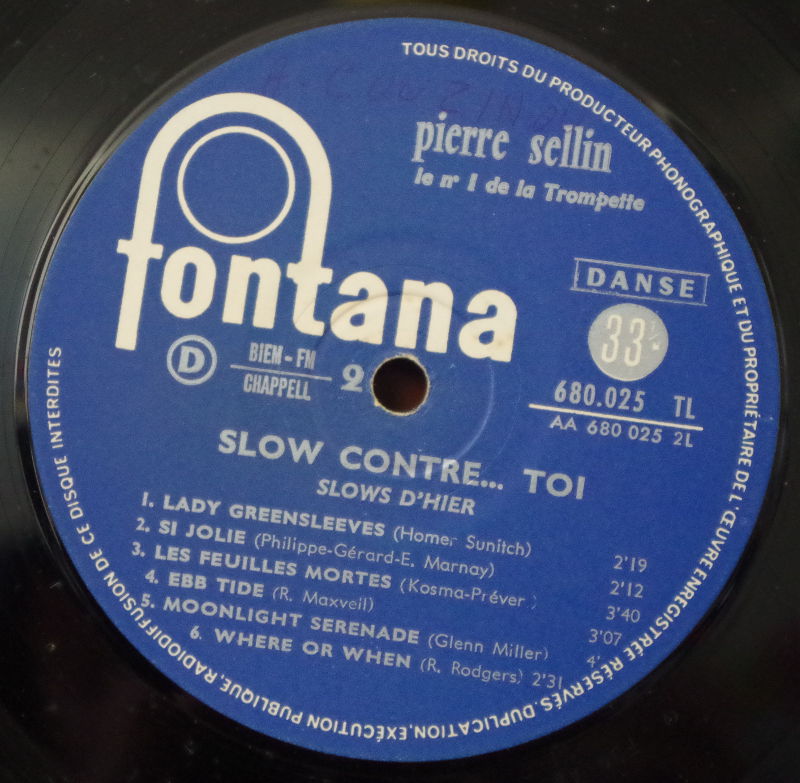 TOUS DROITS DU PRODUCTEUR PHONOGRAPHIQUE ET DU PROPRIÉTAIRE DE L'ŒUVRE ENREGISTRÉE RÉSERVÉS. DUPLICATION, EXÉCUTION PUBLIQUE, RADIODIFFUSION DE CE DISQUE INTERDITES
pierre sellin
le nº 1 de la Trompette
fontana
DANSE
33
D
BIEM-FM
CHAPPELL
2
680.025 TL
AA 680 025 2L
SLOW CONTRE... TOI
SLOWS D'HIER
1. LADY GREENSLEEVES (Homer Sunitch) 2'19
2. SI JOLIE (Philippe-Gérard-E. Marnay) 2'12
3. LES FEUILLES MORTES (Kosma-Préver) 3'40
4. EBB TIDE (R. Maxwell) 3'07
5. MOONLIGHT SERENADE (Glenn Miller) 4'
6. WHERE OR WHEN (R. Rodgers) 2'31